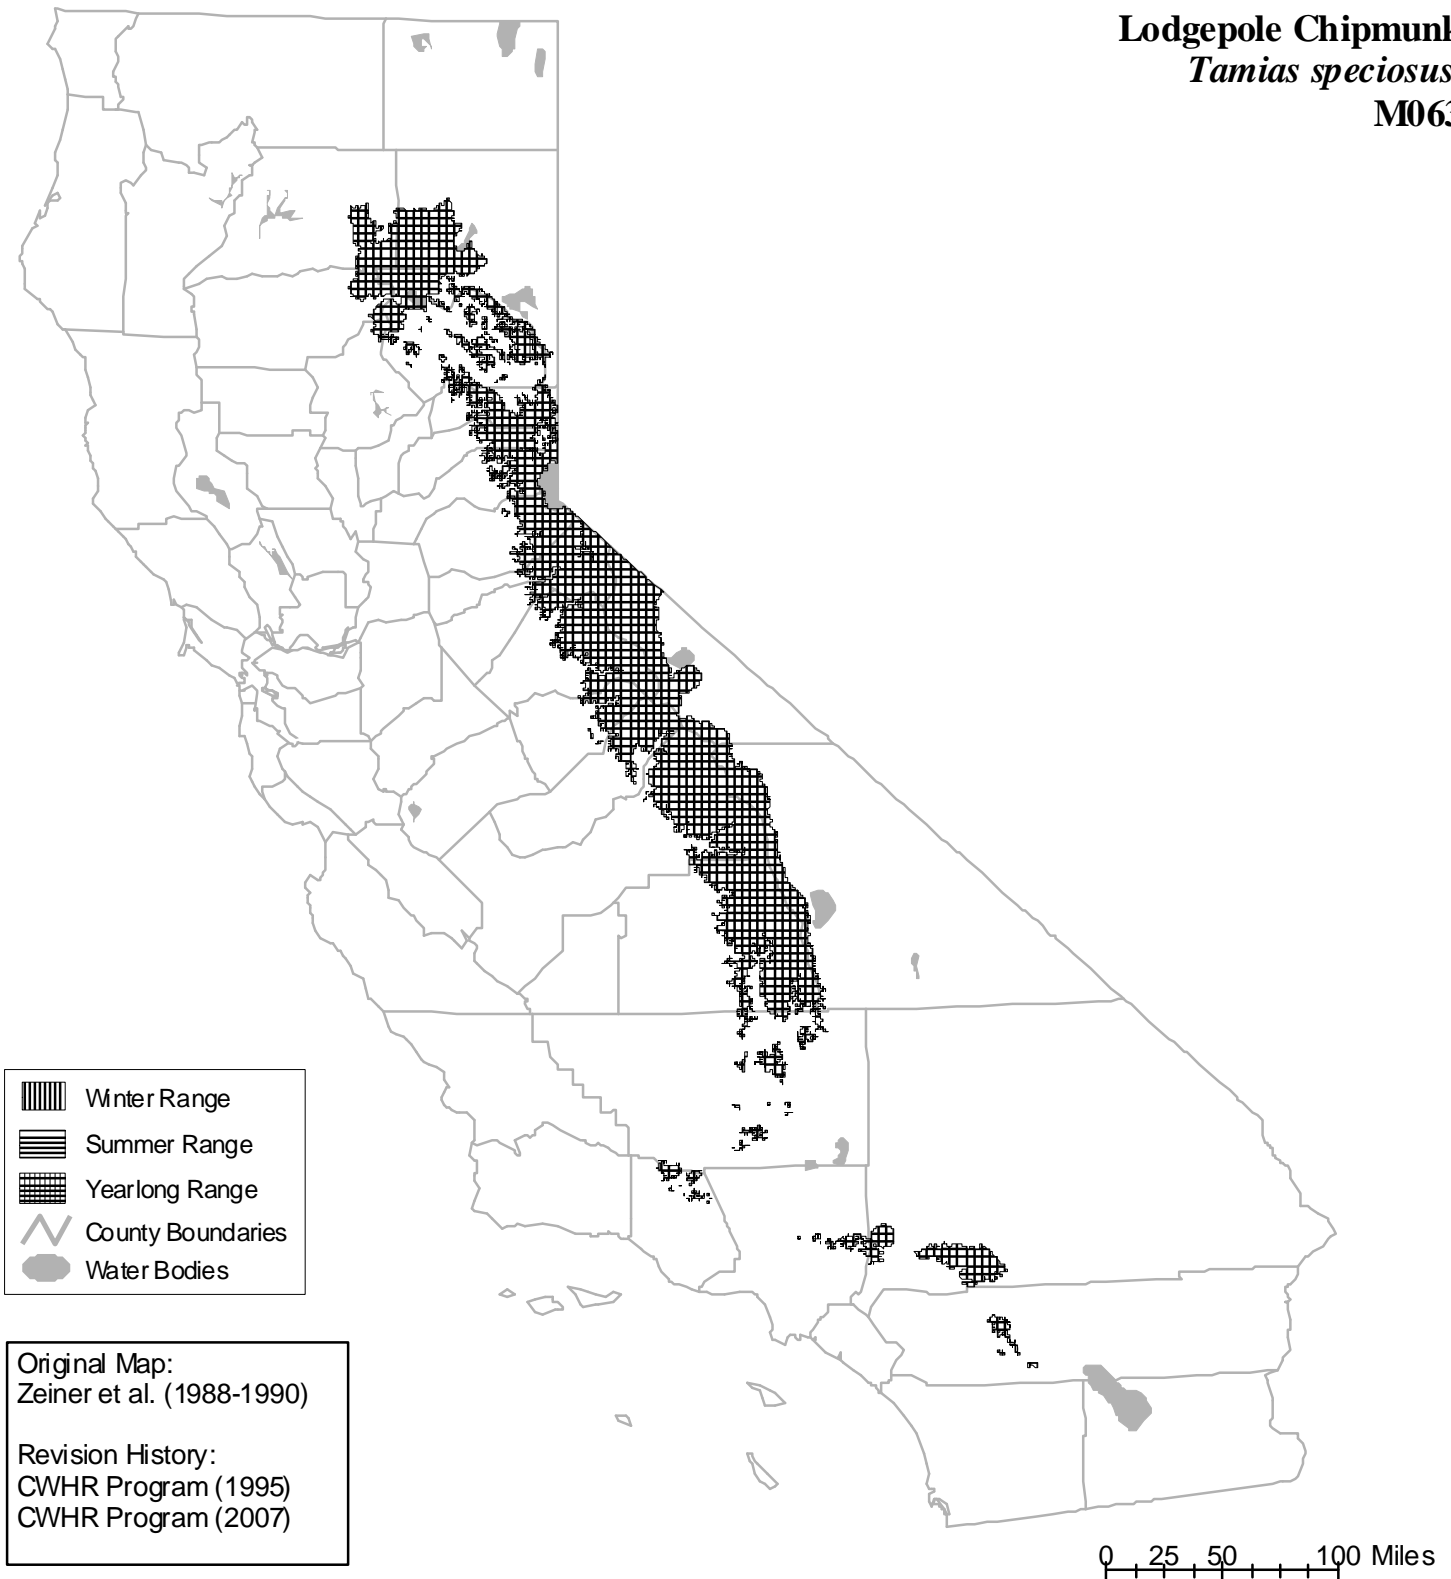 Lodgepole Chipmunk
Tamias speciosus
M063
Winter Range
Summer Range
Yearlong Range
County Boundaries
Water Bodies
Original Map:
Zeiner et al. (1988-1990)
Revision History:
CWHR Program (1995)
CWHR Program (2007)
0 25 50 100 Miles